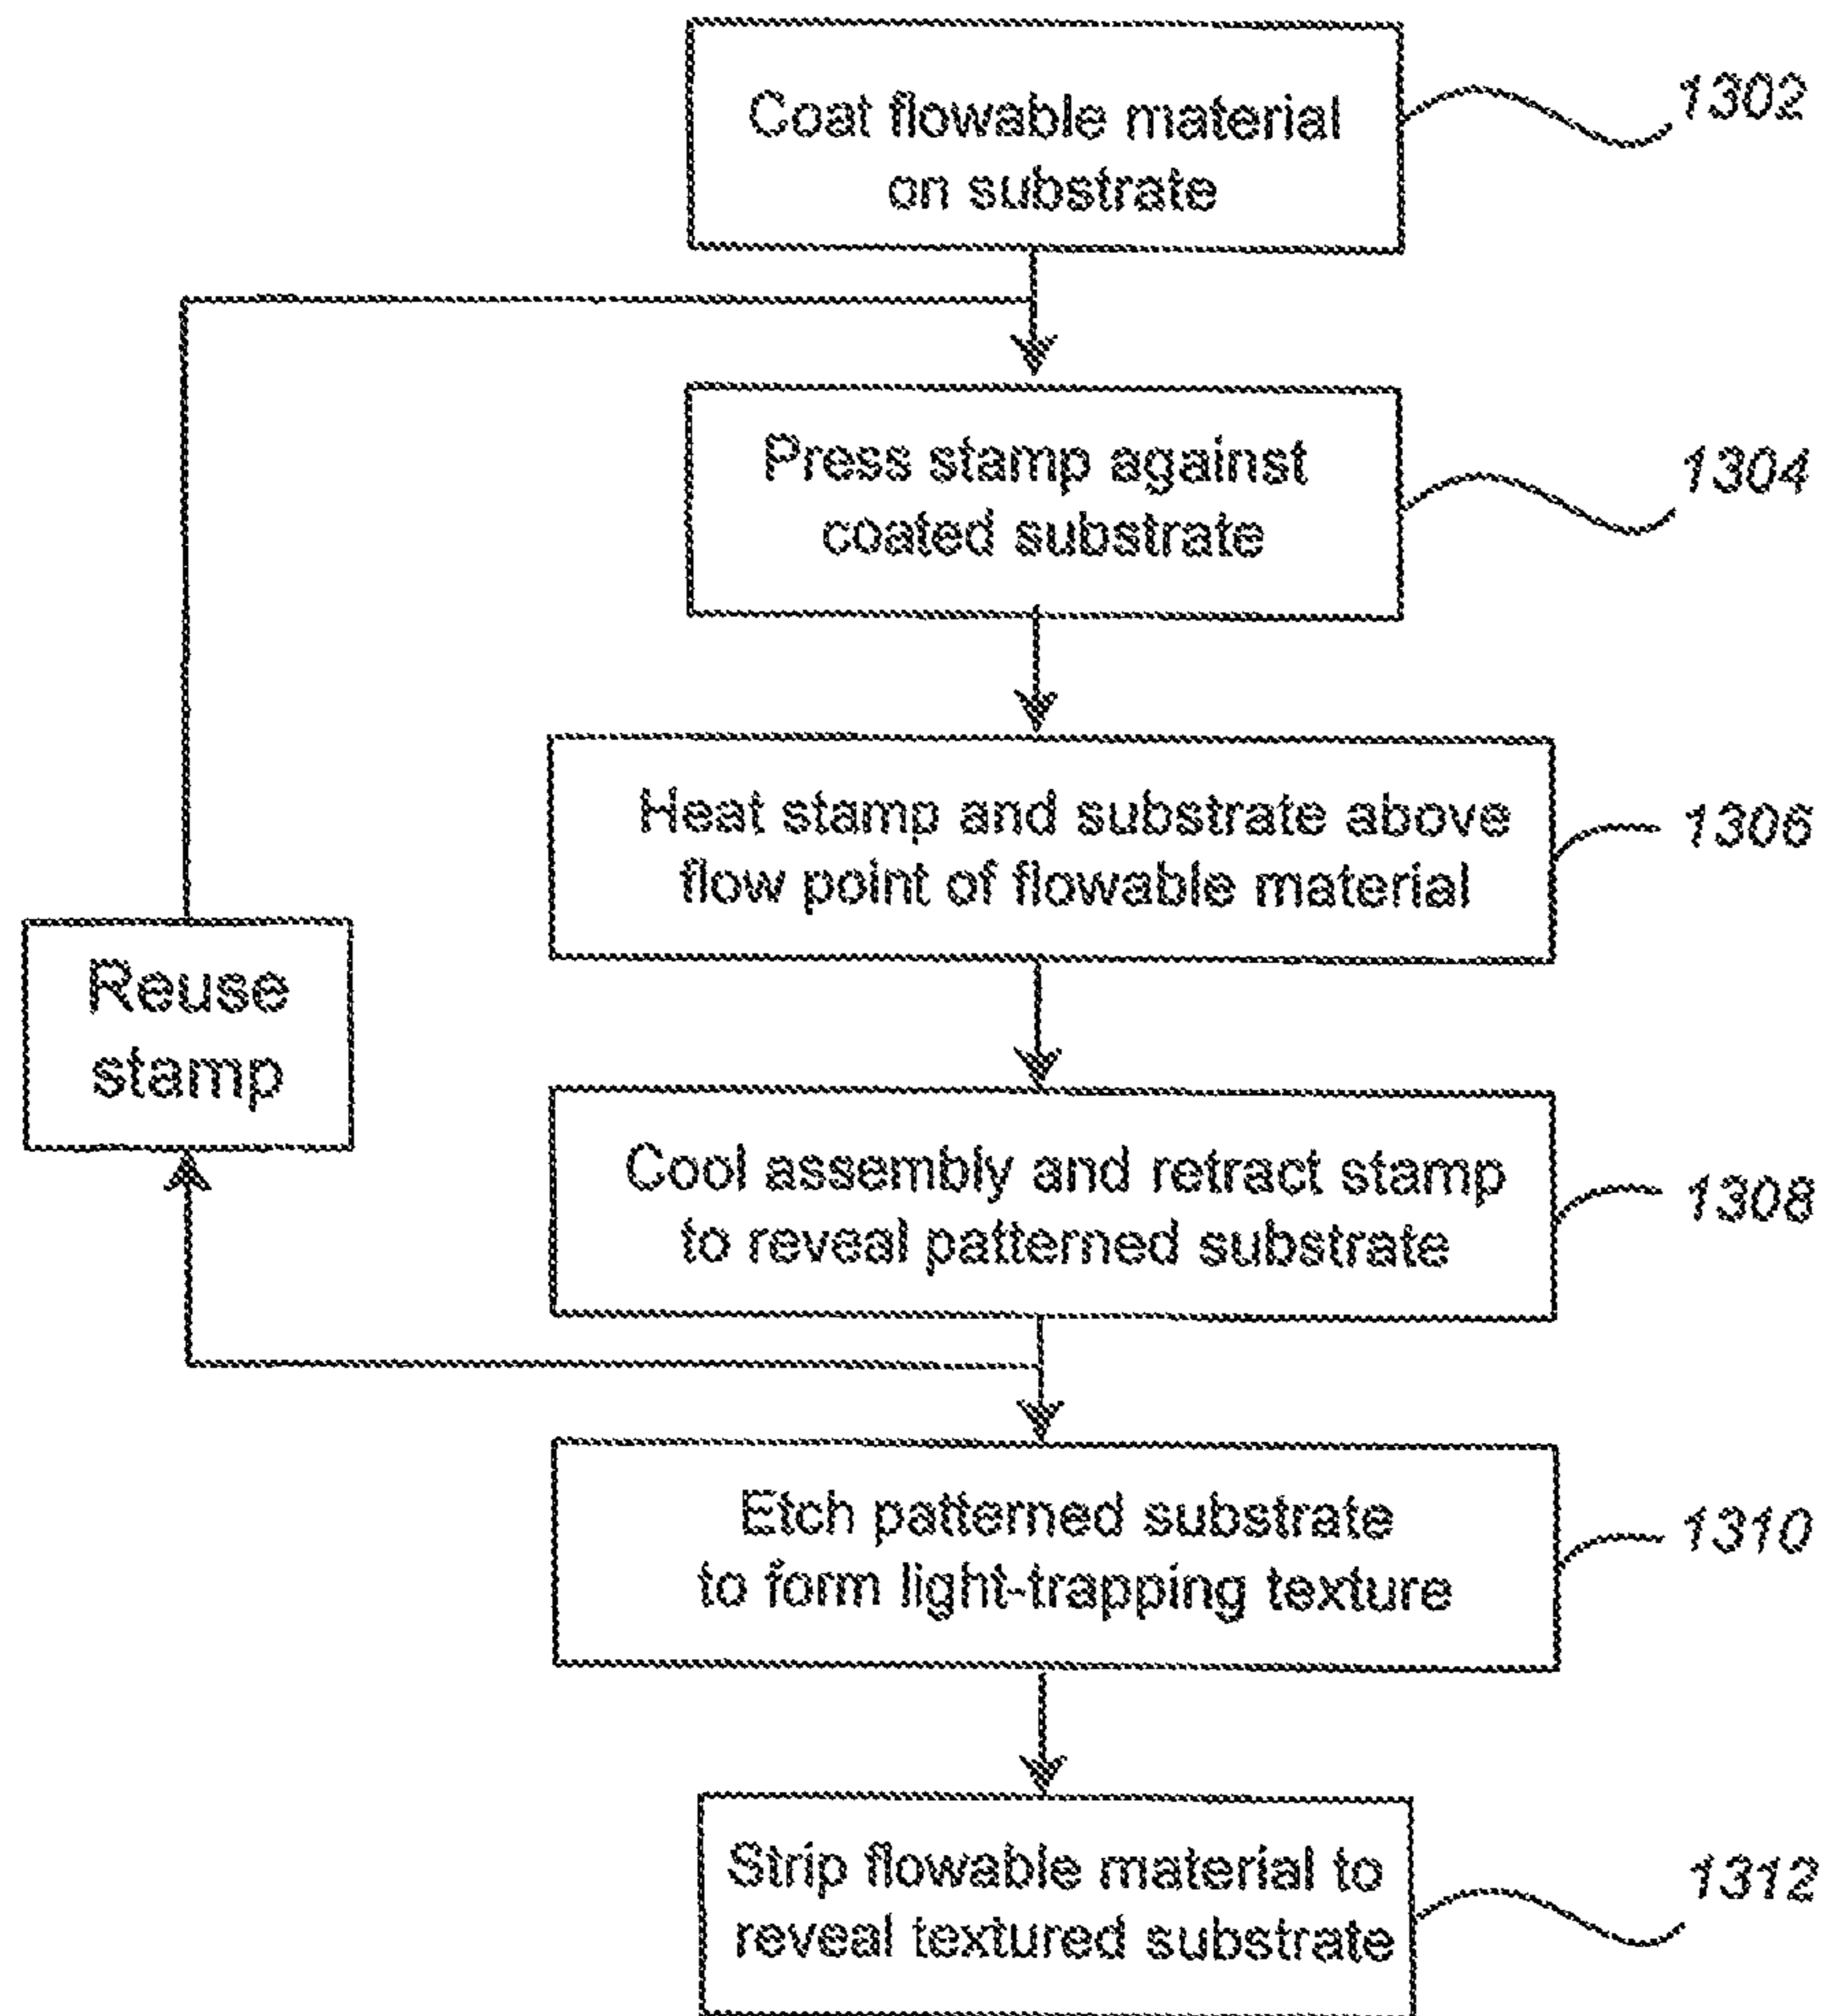 Coat flowable material
on substrate
1302
Press stamp against
coated substrate
1304
Heat stamp and substrate above
flow point of flowable material
1306
Reuse
stamp
Cool assembly and retract stamp
to reveal patterned substrate
1308
Etch patterned substrate
to form light-trapping texture
1310
Strip flowable material to
reveal textured substrate
1312